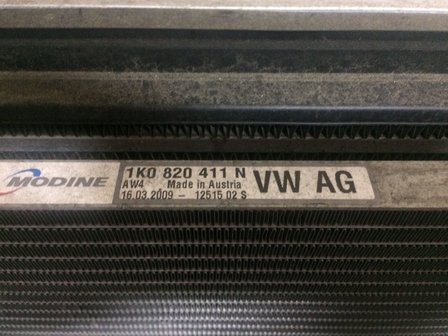 MODINE
1K0 820 411 N
AW4 Made in Austria
16.03.2009 – 12515 02 S
VW AG